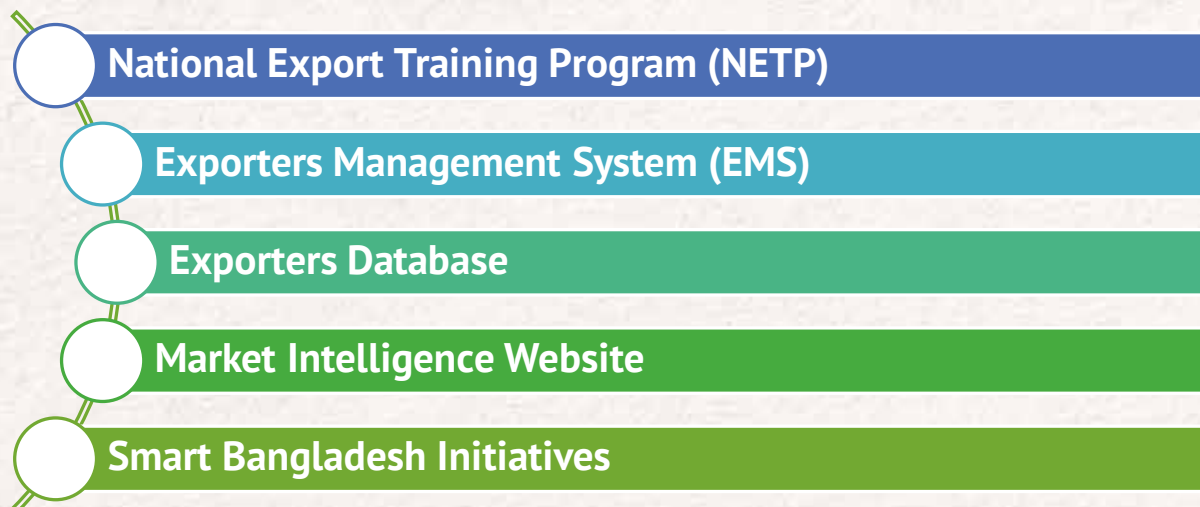 National Export Training Program (NETP)
Exporters Management System (EMS)
Exporters Database
Market Intelligence Website
Smart Bangladesh Initiatives